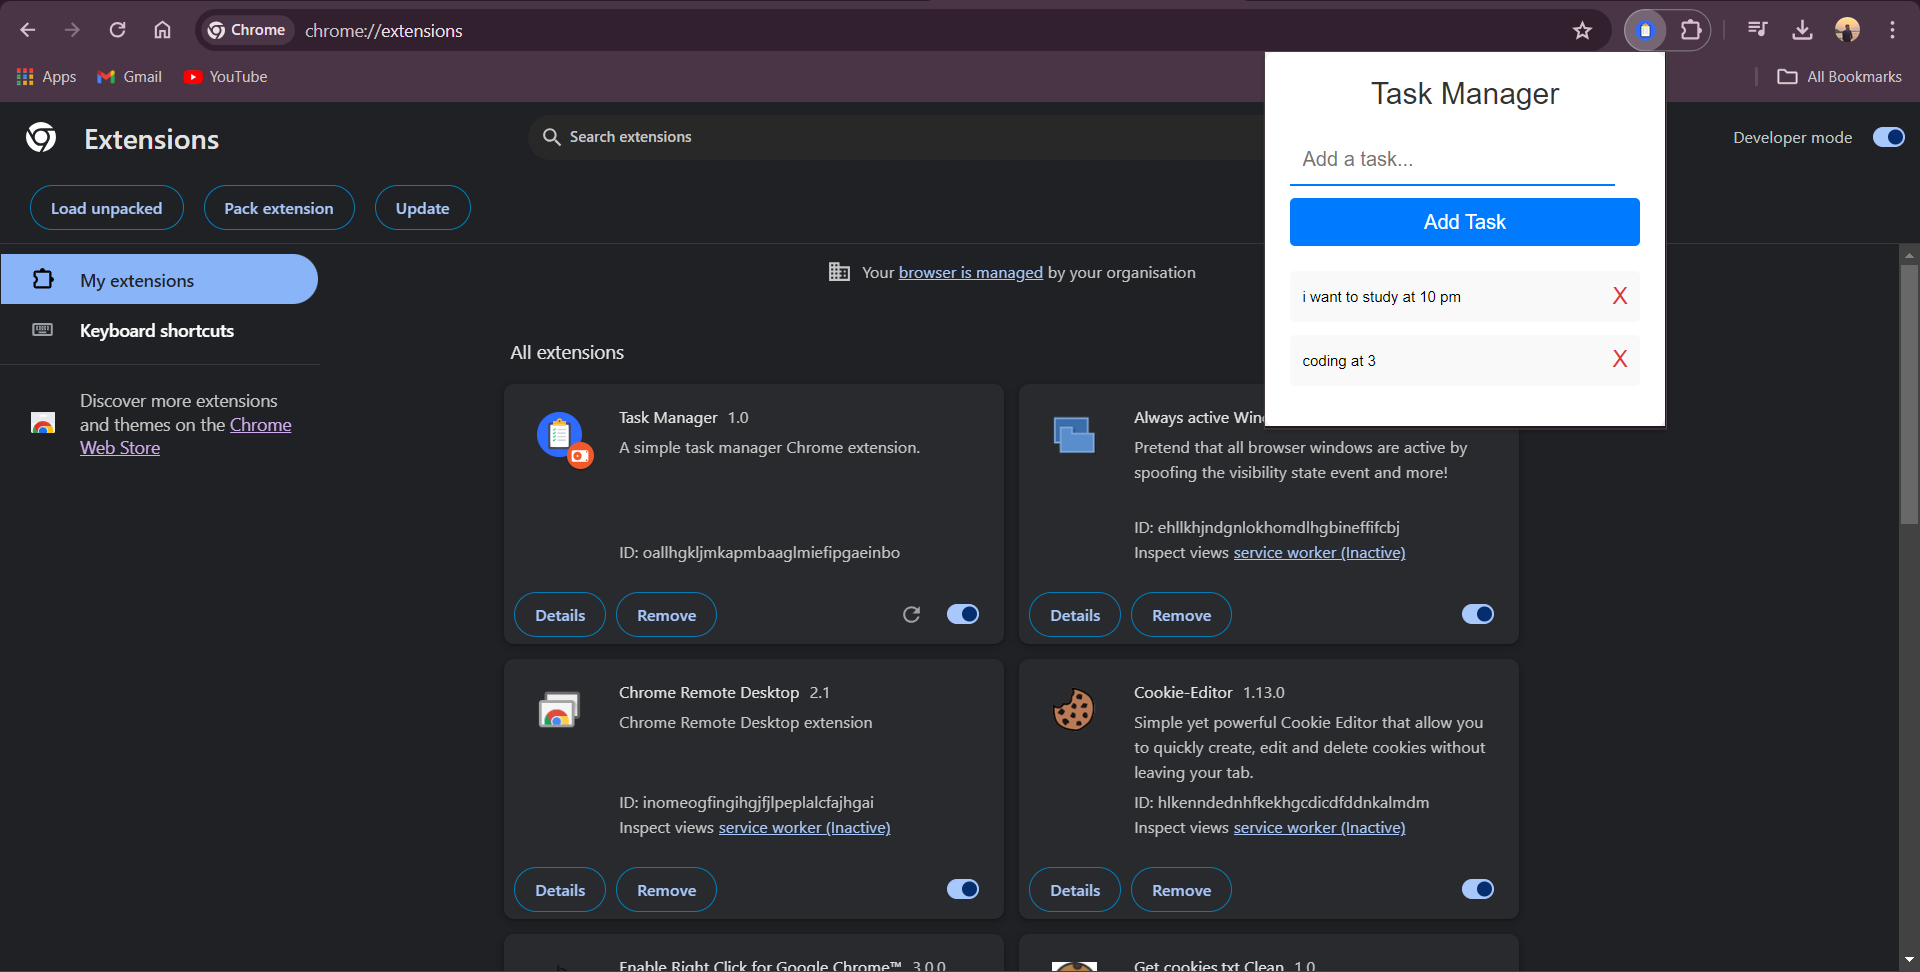 Chrome
chrome://extensions
Apps
Gmail
YouTube
All Bookmarks
Task Manager
Add a task...
Add Task
i want to study at 10 pm
X
coding at 3
X
Extensions
Search extensions
Developer mode
Load unpacked
Pack extension
Update
My extensions
Keyboard shortcuts
Discover more extensions
and themes on the Chrome
Web Store
Your browser is managed by your organisation
All extensions
Task Manager 1.0
A simple task manager Chrome extension.
ID: oallhgkljmkapmbaaglmiefipgaeinbo
Details
Remove
Always active Win
Pretend that all browser windows are active by
spoofing the visibility state event and more!
ID: ehllkhjndgnlokhomdlhgbineffifcbj
Inspect views service worker (Inactive)
Details
Remove
Chrome Remote Desktop 2.1
Chrome Remote Desktop extension
ID: inomeogfingihgjfjlpeplalcfajhgai
Inspect views service worker (Inactive)
Details
Remove
Cookie-Editor 1.13.0
Simple yet powerful Cookie Editor that allow you
to quickly create, edit and delete cookies without
leaving your tab.
ID: hlkenndednhfkekhgcdicdfddnkalmdm
Inspect views service worker (Inactive)
Details
Remove
Enable Right Click for Google Chrome™ 3.0.0
Get cookies.txt Clean 1.0